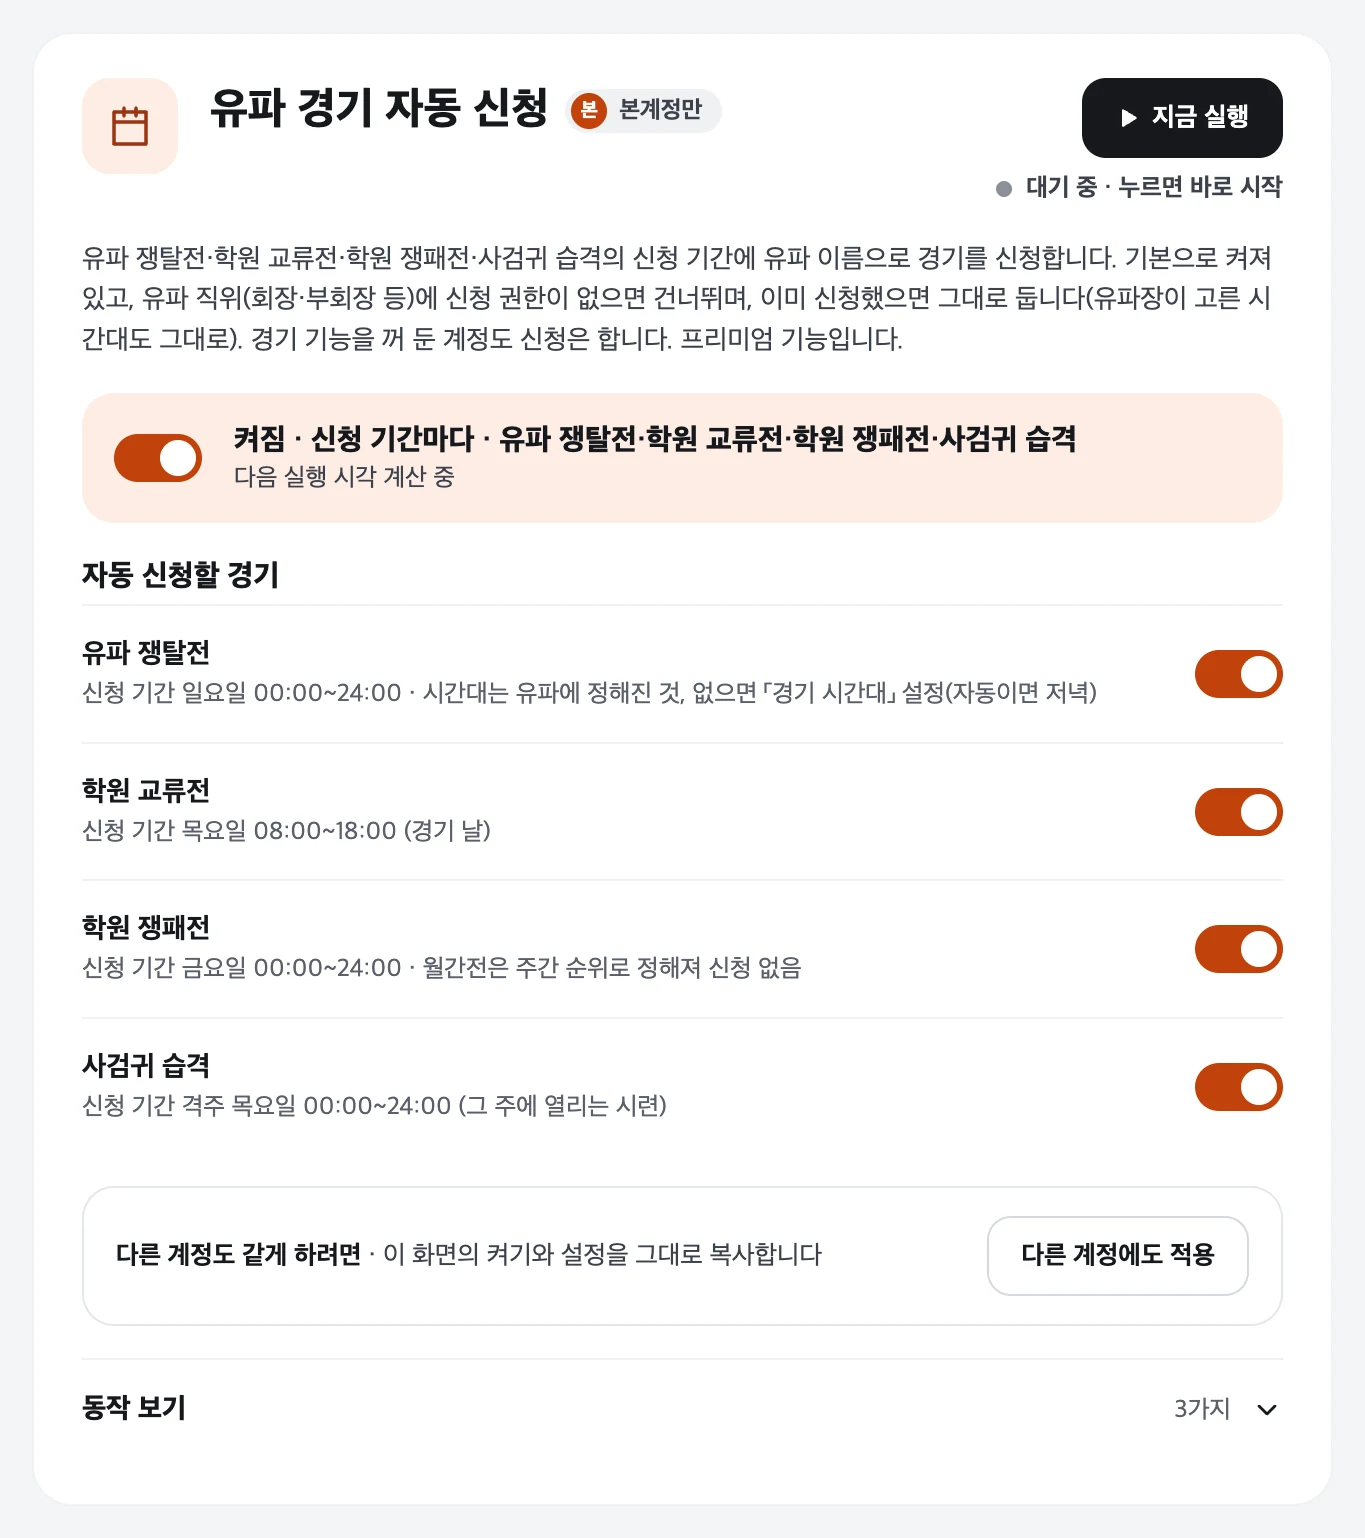 유파 경기 자동 신청
본 본계정만
▶ 지금 실행
대기 중 · 누르면 바로 시작
유파 쟁탈전·학원 교류전·학원 쟁패전·사검귀 습격의 신청 기간에 유파 이름으로 경기를 신청합니다. 기본으로 켜져
있고, 유파 직위(회장·부회장 등)에 신청 권한이 없으면 건너뛰며, 이미 신청했으면 그대로 둡니다(유파장이 고른 시
간대도 그대로). 경기 기능을 꺼 둔 계정도 신청은 합니다. 프리미엄 기능입니다.
켜짐 · 신청 기간마다 · 유파 쟁탈전·학원 교류전·학원 쟁패전·사검귀 습격
다음 실행 시각 계산 중
자동 신청할 경기
유파 쟁탈전
신청 기간 일요일 00:00~24:00 · 시간대는 유파에 정해진 것, 없으면 「경기 시간대」 설정(자동이면 저녁)
학원 교류전
신청 기간 목요일 08:00~18:00 (경기 날)
학원 쟁패전
신청 기간 금요일 00:00~24:00 · 월간전은 주간 순위로 정해져 신청 없음
사검귀 습격
신청 기간 격주 목요일 00:00~24:00 (그 주에 열리는 시련)
다른 계정도 같게 하려면 · 이 화면의 켜기와 설정을 그대로 복사합니다
다른 계정에도 적용
동작 보기
3가지